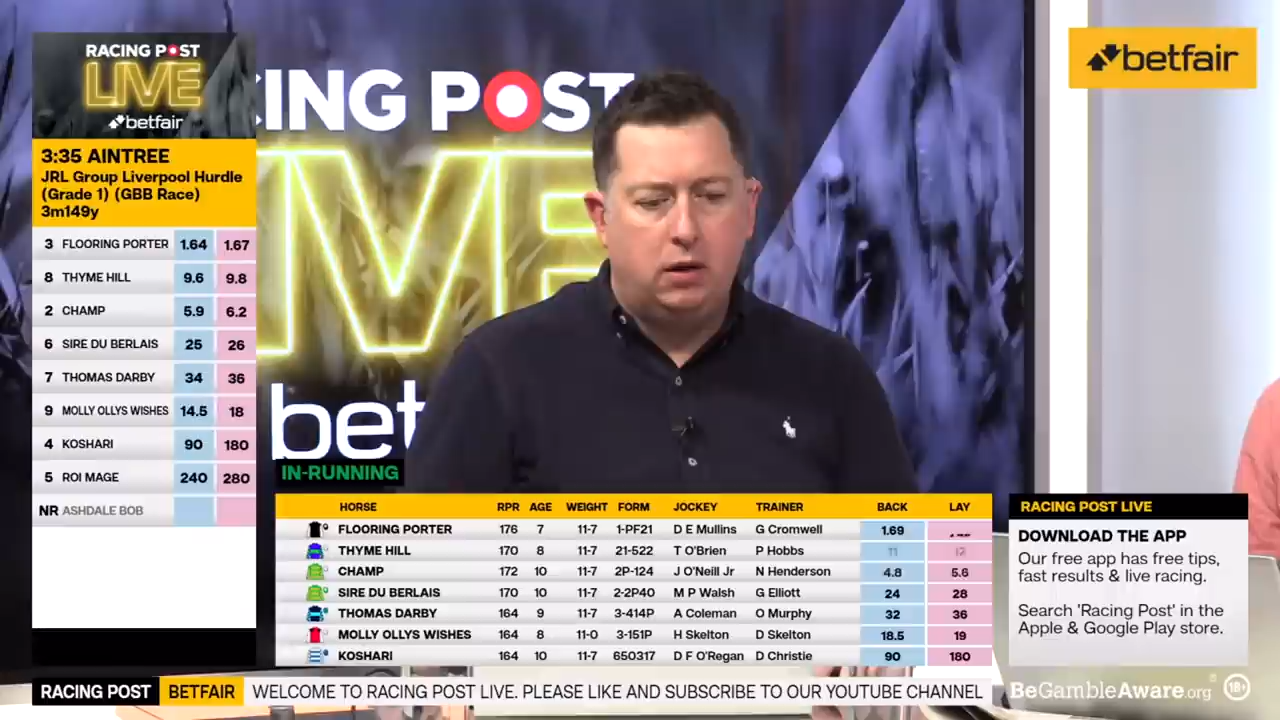 RACING POST
LIVE
betfair
3:35 AINTREE
JRL Group Liverpool Hurdle
(Grade 1) (GBB Race)
3m149y
3 FLOORING PORTER 1.64 1.67
8 THYME HILL 9.6 9.8
2 CHAMP 5.9 6.2
6 SIRE DU BERLAIS 25 26
7 THOMAS DARBY 34 36
9 MOLLY OLLYS WISHES 14.5 18
4 KOSHARI 90 180
5 ROI MAGE 240 280
NR ASHDALE BOB
CING POST
IVE
bet
betfair
IN-RUNNING
HORSE RPR AGE WEIGHT FORM JOCKEY TRAINER BACK LAY
FLOORING PORTER 176 7 11-7 1-PF21 D E Mullins G Cromwell 1.69
THYME HILL 170 8 11-7 21-522 T O'Brien P Hobbs 11 12
CHAMP 172 10 11-7 2P-124 J O'Neill Jr N Henderson 4.8 5.6
SIRE DU BERLAIS 170 10 11-7 2-2P40 M P Walsh G Elliott 24 28
THOMAS DARBY 164 9 11-7 3-414P A Coleman O Murphy 32 36
MOLLY OLLYS WISHES 164 8 11-0 3-151P H Skelton D Skelton 18.5 19
KOSHARI 164 10 11-7 650317 D F O'Regan D Christie 90 180
RACING POST LIVE
DOWNLOAD THE APP
Our free app has free tips,
fast results & live racing.
Search 'Racing Post' in the
Apple & Google Play store.
RACING POST BETFAIR WELCOME TO RACING POST LIVE. PLEASE LIKE AND SUBSCRIBE TO OUR YOUTUBE CHANNEL
BeGambleAware.org® 18+